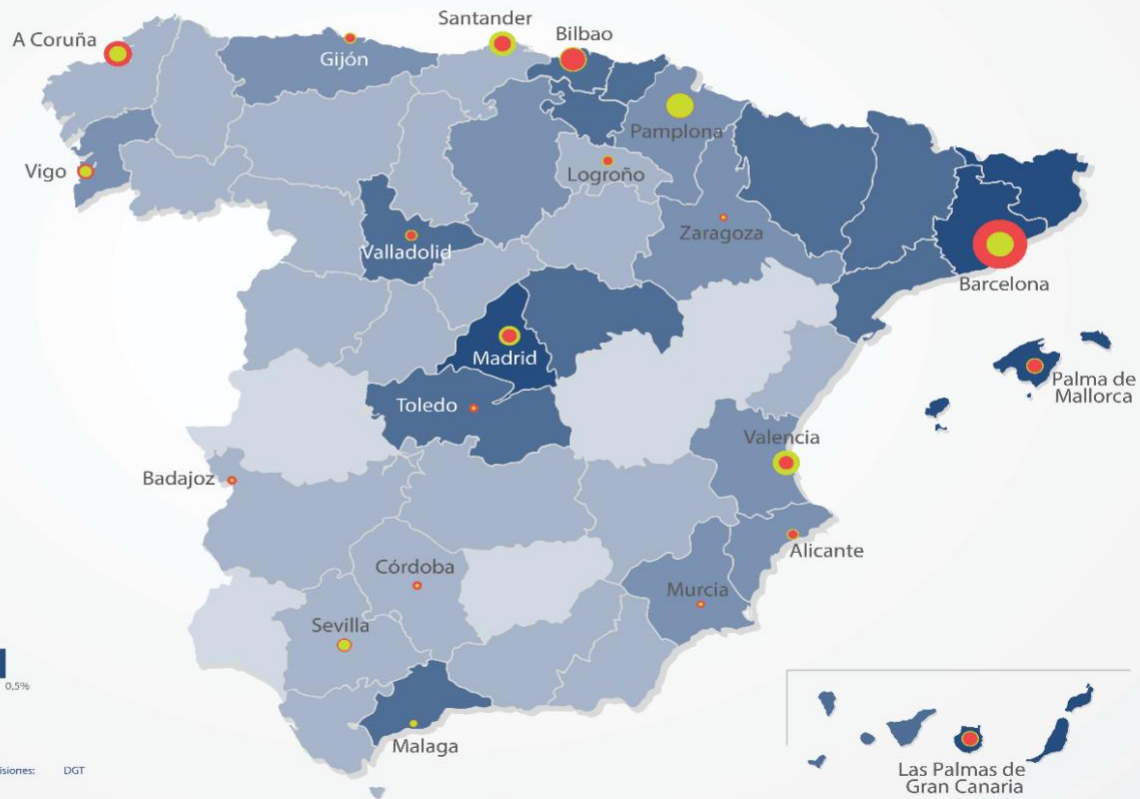 Santander
A Coruña
Bilbao
Gijón
Pamplona
Vigo
Logroño
Zaragoza
Valladolid
Barcelona
Madrid
Palma de
Mallorca
Toledo
Valencia
Badajoz
Alicante
Córdoba
Murcia
Sevilla
0,5%
Malaga
isiones: DGT
Las Palmas de
Gran Canaria